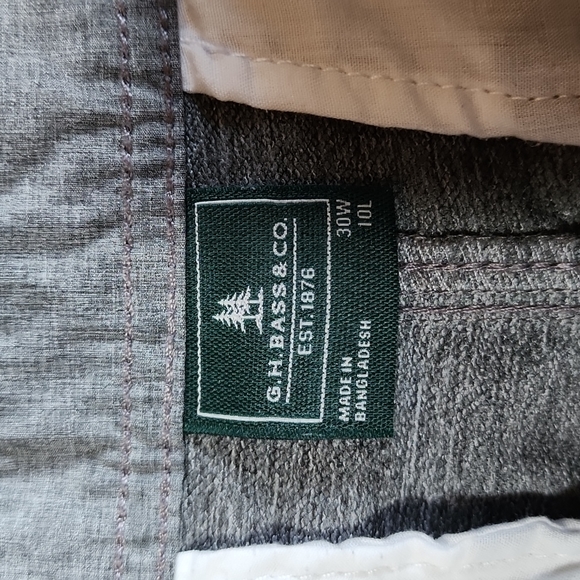 G.H.BASS&CO.
EST.1876
MADE IN
BANGLADESH
30W
10L